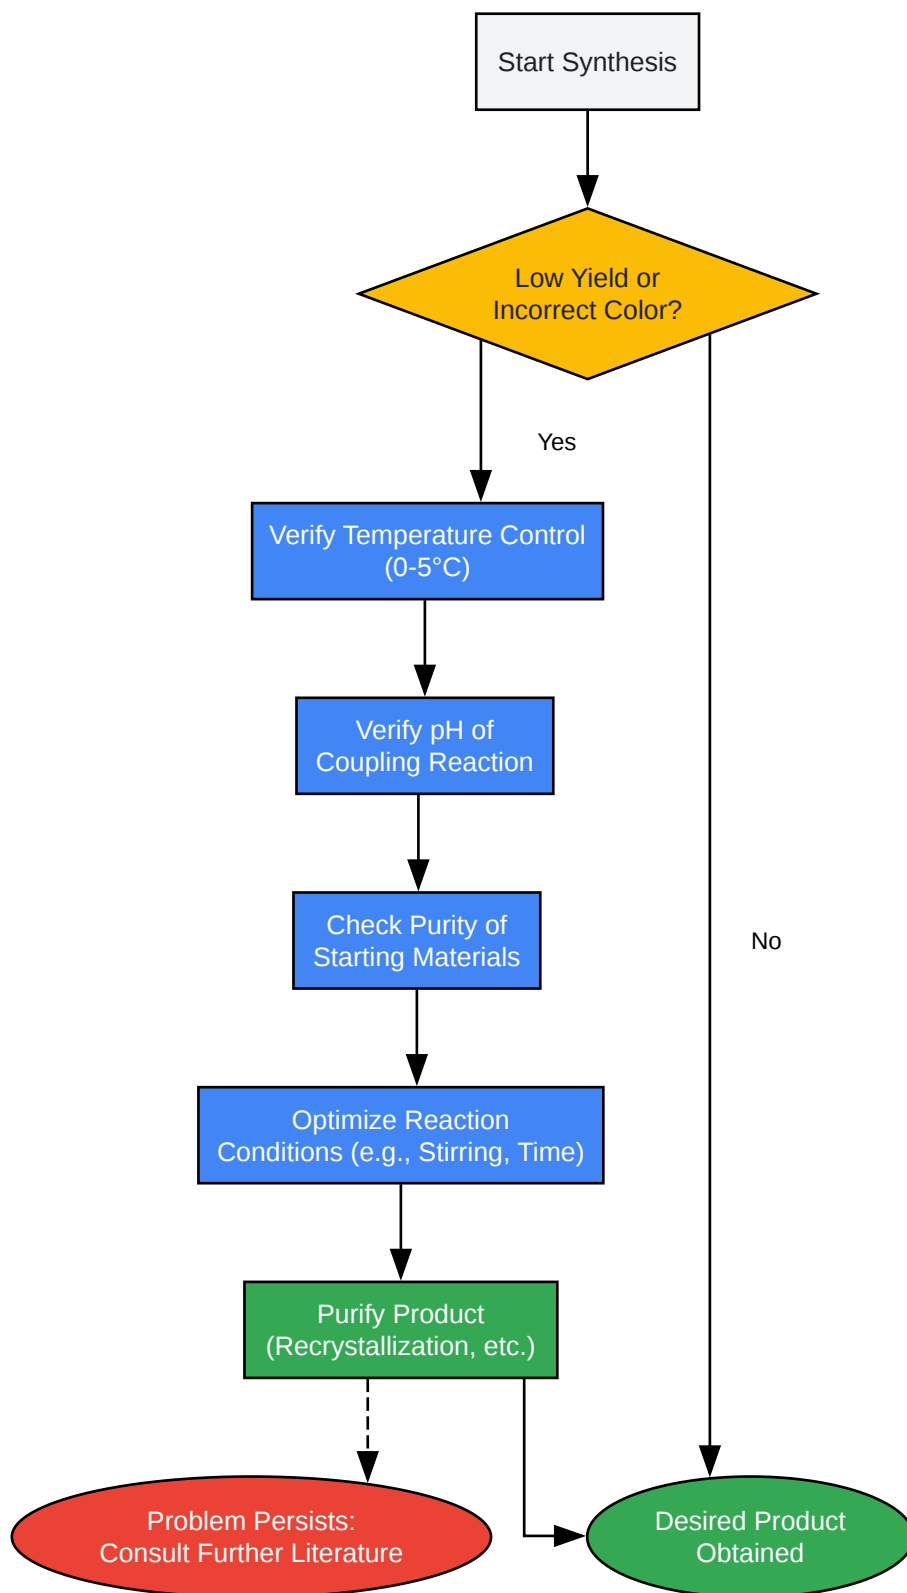 Start Synthesis
Low Yield or
Incorrect Color?
Yes
Verify Temperature Control
(0-5°C)
Verify pH of
Coupling Reaction
Check Purity of
Starting Materials
No
Optimize Reaction
Conditions (e.g., Stirring, Time)
Purify Product
(Recrystallization, etc.)
Problem Persists:
Consult Further Literature
Desired Product
Obtained